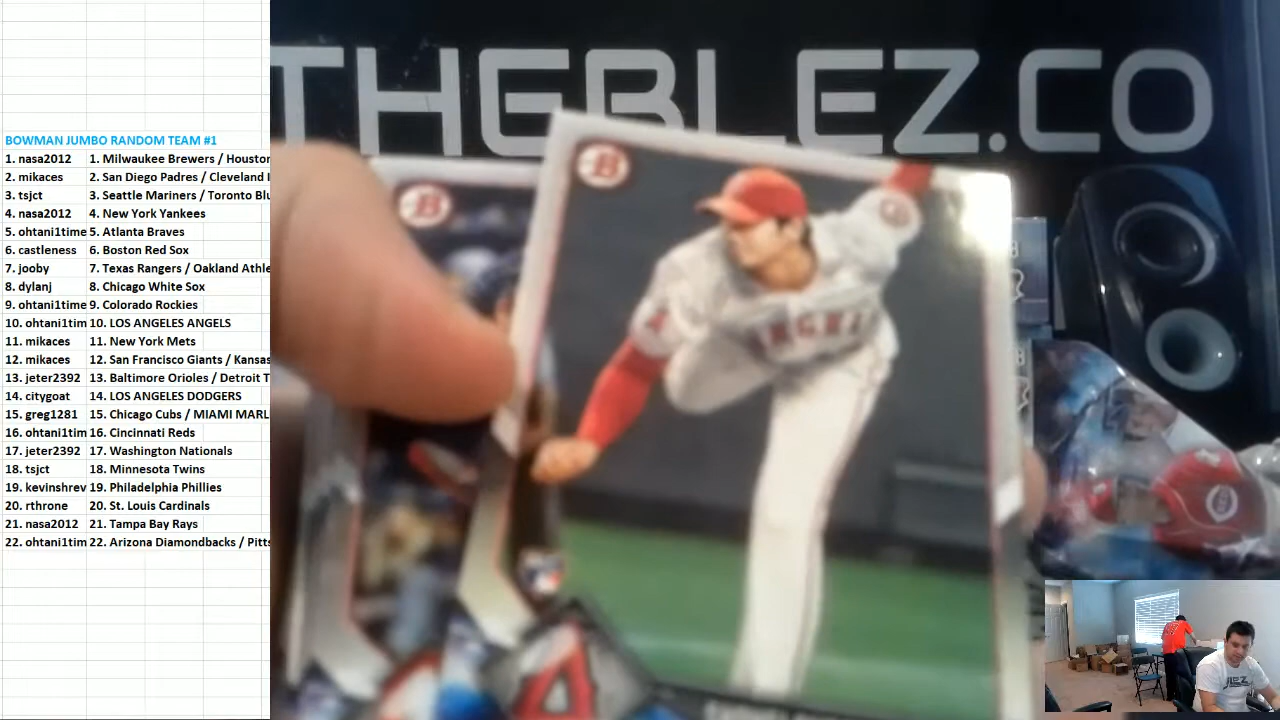 THEBLEZ.CO
BOWMAN JUMBO RANDOM TEAM #1
1. nasa2012 1. Milwaukee Brewers / Houston
2. mikaces 2. San Diego Padres / Cleveland I
3. tsjct 3. Seattle Mariners / Toronto Blu
4. nasa2012 4. New York Yankees
5. ohtani1time 5. Atlanta Braves
6. castleness 6. Boston Red Sox
7. jooby 7. Texas Rangers / Oakland Athle
8. dylanj 8. Chicago White Sox
9. ohtani1time 9. Colorado Rockies
10. ohtani1tim 10. LOS ANGELES ANGELS
11. mikaces 11. New York Mets
12. mikaces 12. San Francisco Giants / Kansas
13. jeter2392 13. Baltimore Orioles / Detroit T
14. citygoat 14. LOS ANGELES DODGERS
15. greg1281 15. Chicago Cubs / MIAMI MARL
16. ohtani1tim 16. Cincinnati Reds
17. jeter2392 17. Washington Nationals
18. tsjct 18. Minnesota Twins
19. kevinshrev 19. Philadelphia Phillies
20. rthrone 20. St. Louis Cardinals
21. nasa2012 21. Tampa Bay Rays
22. ohtani1tim 22. Arizona Diamondbacks / Pitts
B
B
A